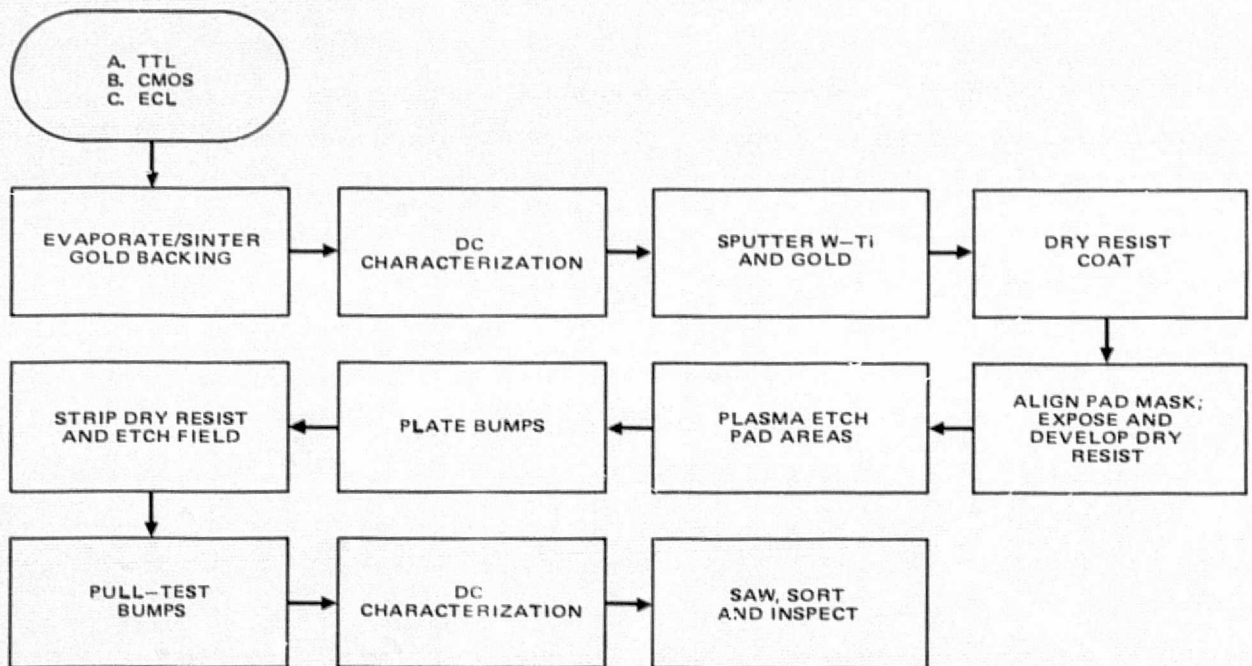 A. TTL
B. CMOS
C. ECL
EVAPORATE/SINTER
GOLD BACKING
DC
CHARACTERIZATION
SPUTTER W–Ti
AND GOLD
DRY RESIST
COAT
ALIGN PAD MASK;
EXPOSE AND
DEVELOP DRY
RESIST
PLASMA ETCH
PAD AREAS
PLATE BUMPS
STRIP DRY RESIST
AND ETCH FIELD
PULL–TEST
BUMPS
DC
CHARACTERIZATION
SAW, SORT
AND INSPECT